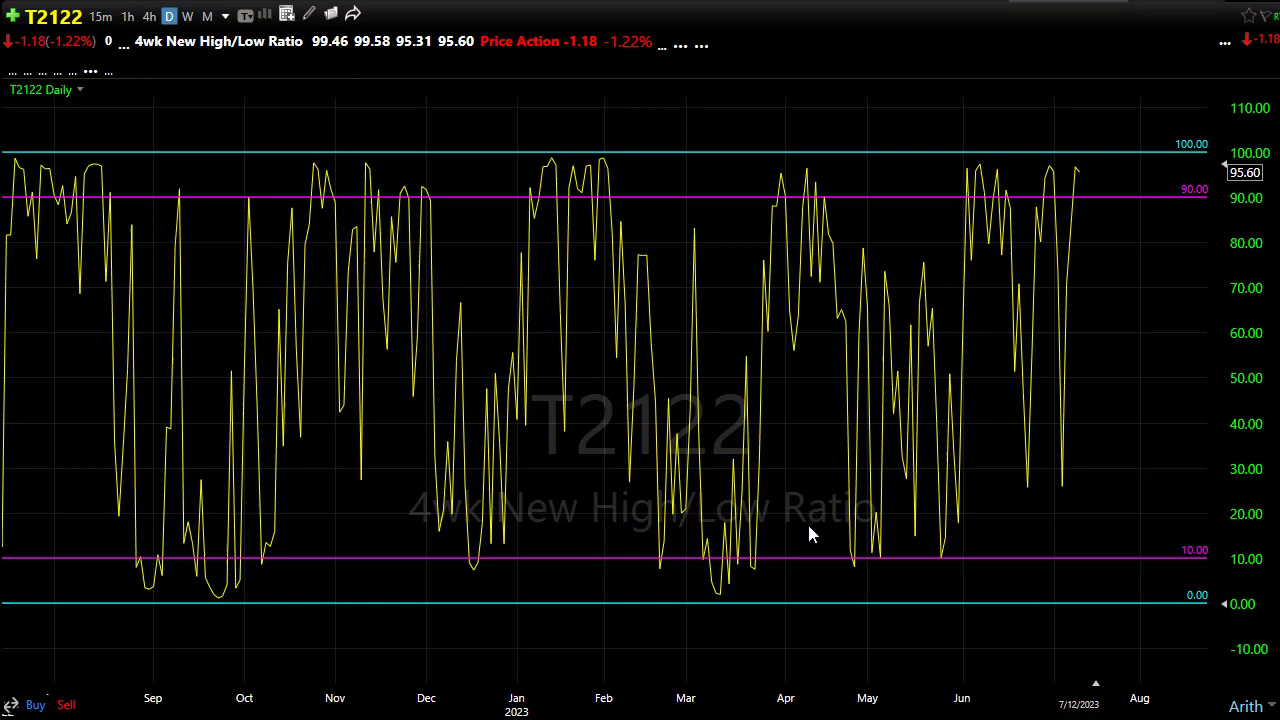 T2122 15m 1h 4h D W M
-1.18(-1.22%) 0 ... 4wk New High/Low Ratio 99.46 99.58 95.31 95.60 Price Action -1.18 -1.22% ... ... ... ... -1.18
... ... ... ... ... ... ...
T2122 Daily
110.00
100.00 100.00
95.60
90.00 90.00
80.00
70.00
60.00
50.00
40.00
30.00
20.00
10.00 10.00
0.00 0.00
-10.00
T2122
4wk New High/Low Ratio
Sep Oct Nov Dec Jan Feb Mar Apr May Jun Aug
2023 7/12/2023
Buy Sell Arith